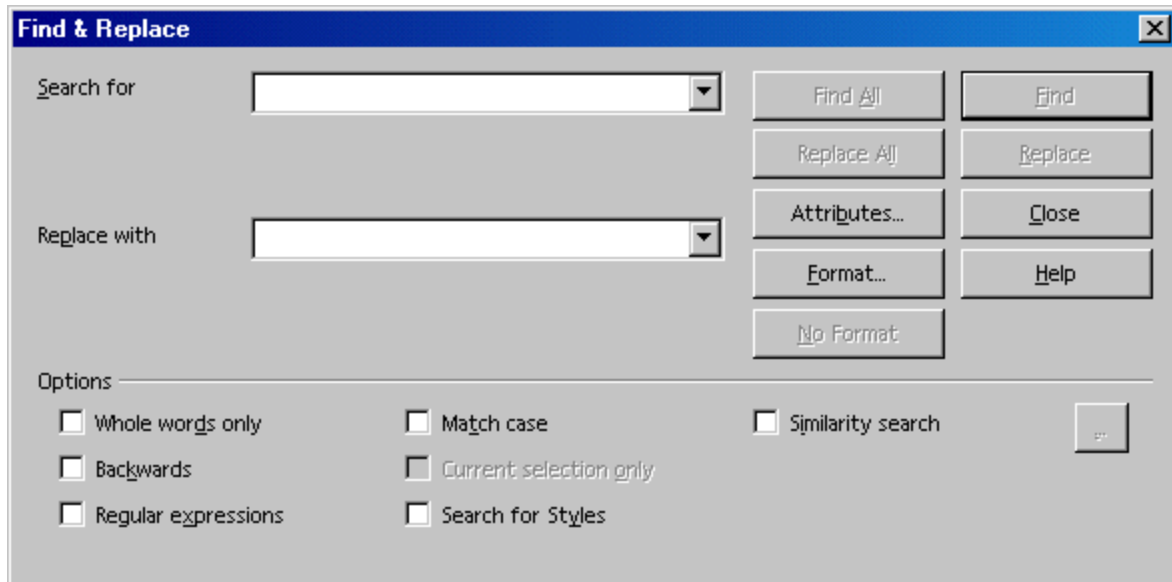 Find & Replace
Search for
Find All
Find
Replace All
Replace
Replace with
Attributes...
Close
Format...
Help
No Format
Options
Whole words only
Match case
Similarity search
...
Backwards
Current selection only
Regular expressions
Search for Styles